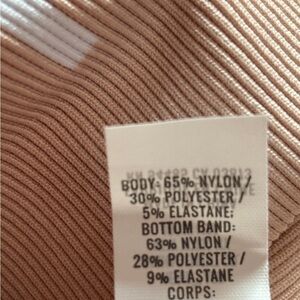 BODY: 65% NYLON /
30% POLYESTER /
5% ELASTANE:
BOTTOM BAND:
63% NYLON /
28% POLYESTER /
9% ELASTANE
CORPS: